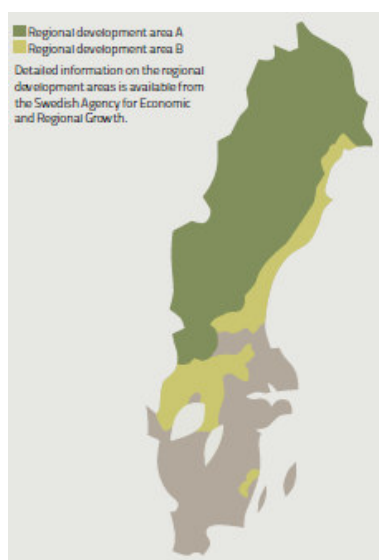 Regional development area A
Regional development area B
Detailed information on the regional
development areas is available from
the Swedish Agency for Economic
and Regional Growth.